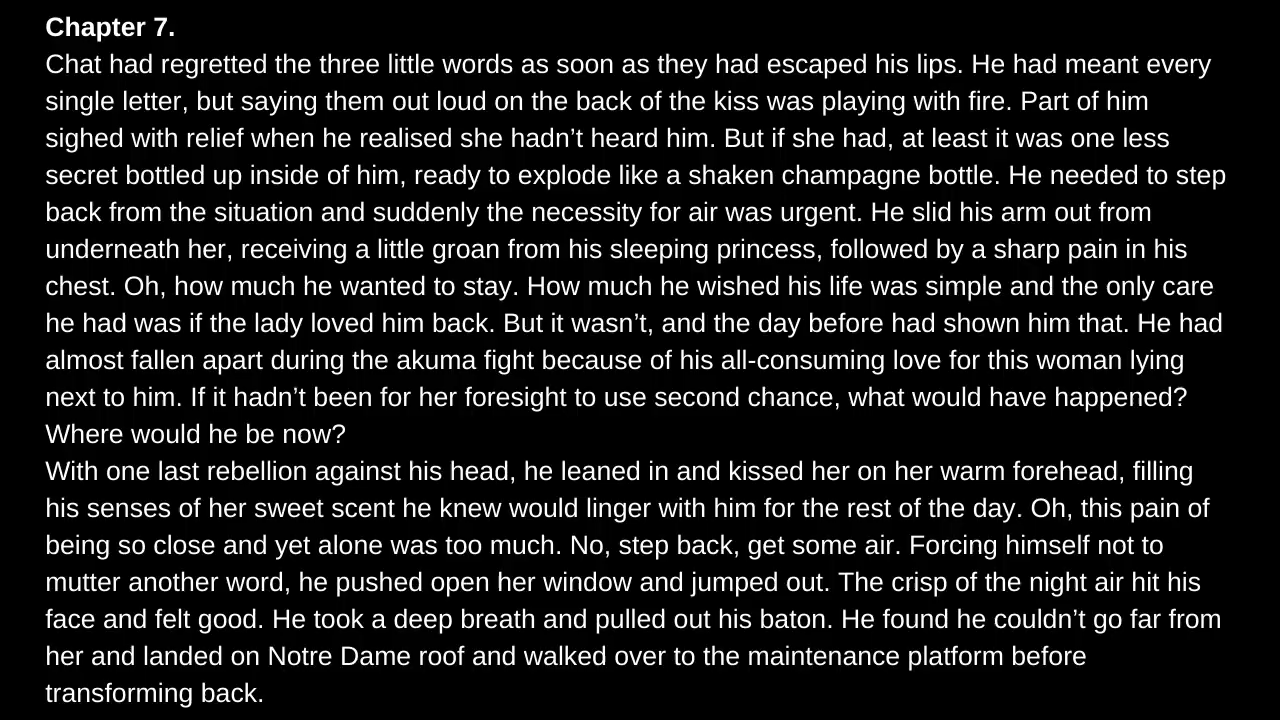 Chapter 7.
Chat had regretted the three little words as soon as they had escaped his lips. He had meant every
single letter, but saying them out loud on the back of the kiss was playing with fire. Part of him
sighed with relief when he realised she hadn’t heard him. But if she had, at least it was one less
secret bottled up inside of him, ready to explode like a shaken champagne bottle. He needed to step
back from the situation and suddenly the necessity for air was urgent. He slid his arm out from
underneath her, receiving a little groan from his sleeping princess, followed by a sharp pain in his
chest. Oh, how much he wanted to stay. How much he wished his life was simple and the only care
he had was if the lady loved him back. But it wasn’t, and the day before had shown him that. He had
almost fallen apart during the akuma fight because of his all-consuming love for this woman lying
next to him. If it hadn’t been for her foresight to use second chance, what would have happened?
Where would he be now?
With one last rebellion against his head, he leaned in and kissed her on her warm forehead, filling
his senses of her sweet scent he knew would linger with him for the rest of the day. Oh, this pain of
being so close and yet alone was too much. No, step back, get some air. Forcing himself not to
mutter another word, he pushed open her window and jumped out. The crisp of the night air hit his
face and felt good. He took a deep breath and pulled out his baton. He found he couldn’t go far from
her and landed on Notre Dame roof and walked over to the maintenance platform before
transforming back.